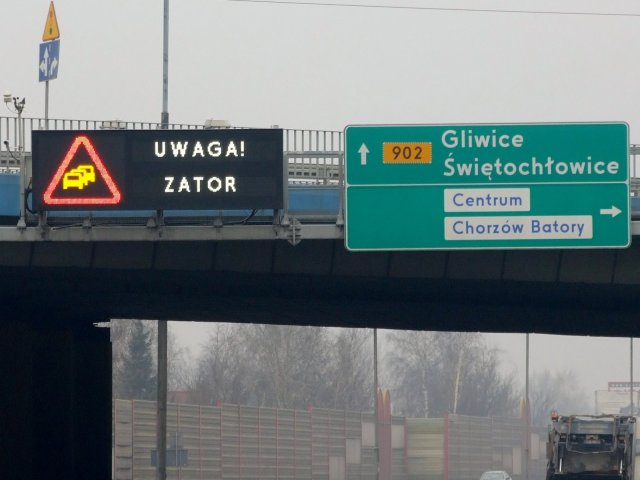 UWAGA!
ZATOR
902
Gliwice
Świętochłowice
Centrum
Chorzów Batory